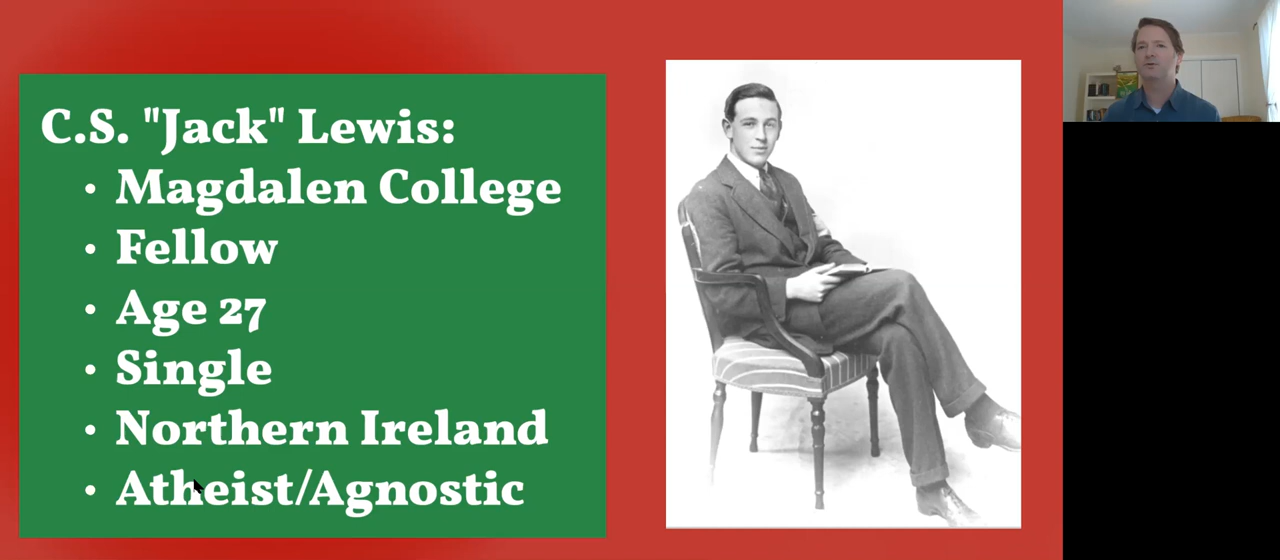 C.S. "Jack" Lewis:
• Magdalen College
• Fellow
• Age 27
• Single
• Northern Ireland
• Atheist/Agnostic